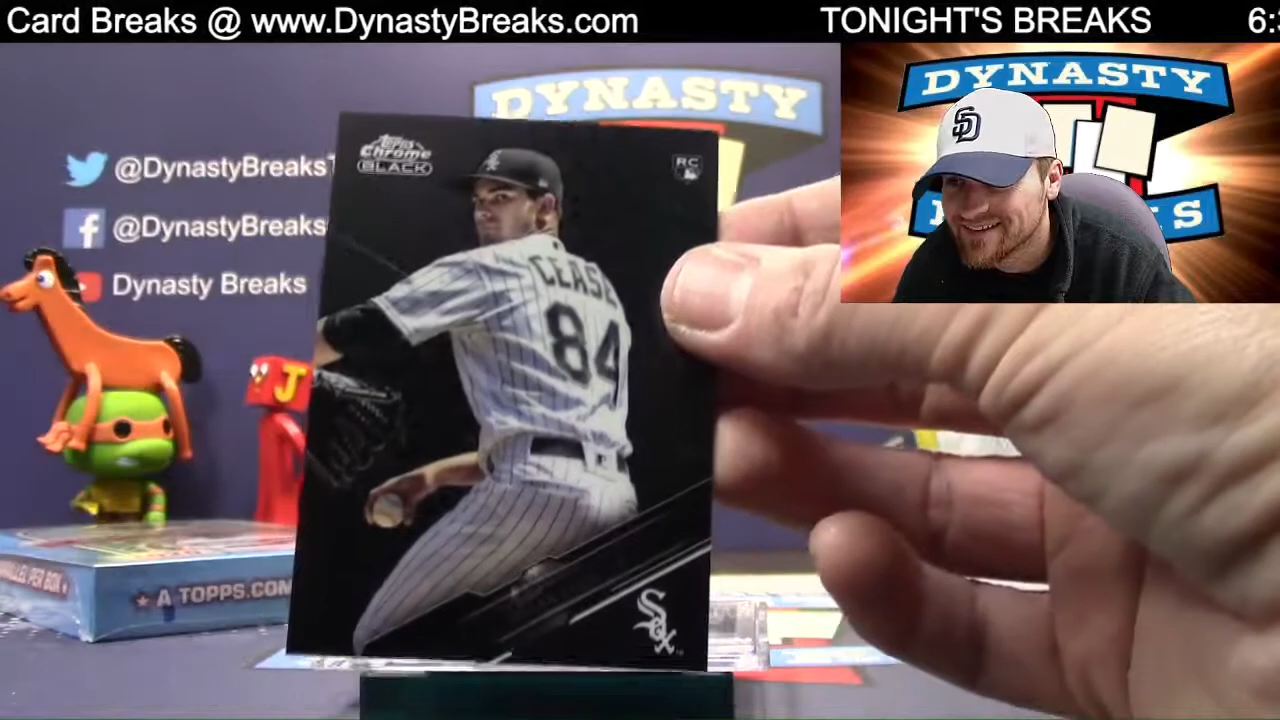 Card Breaks @ www.DynastyBreaks.com
TONIGHT'S BREAKS
DYNASTY
DYNASTY
@DynastyBreaks
@DynastyBreaks
Dynasty Breaks
Topps
Chrome
BLACK
RC
SD
CEASE
84
J
A TOPPS.COM
PER BOX
Sox